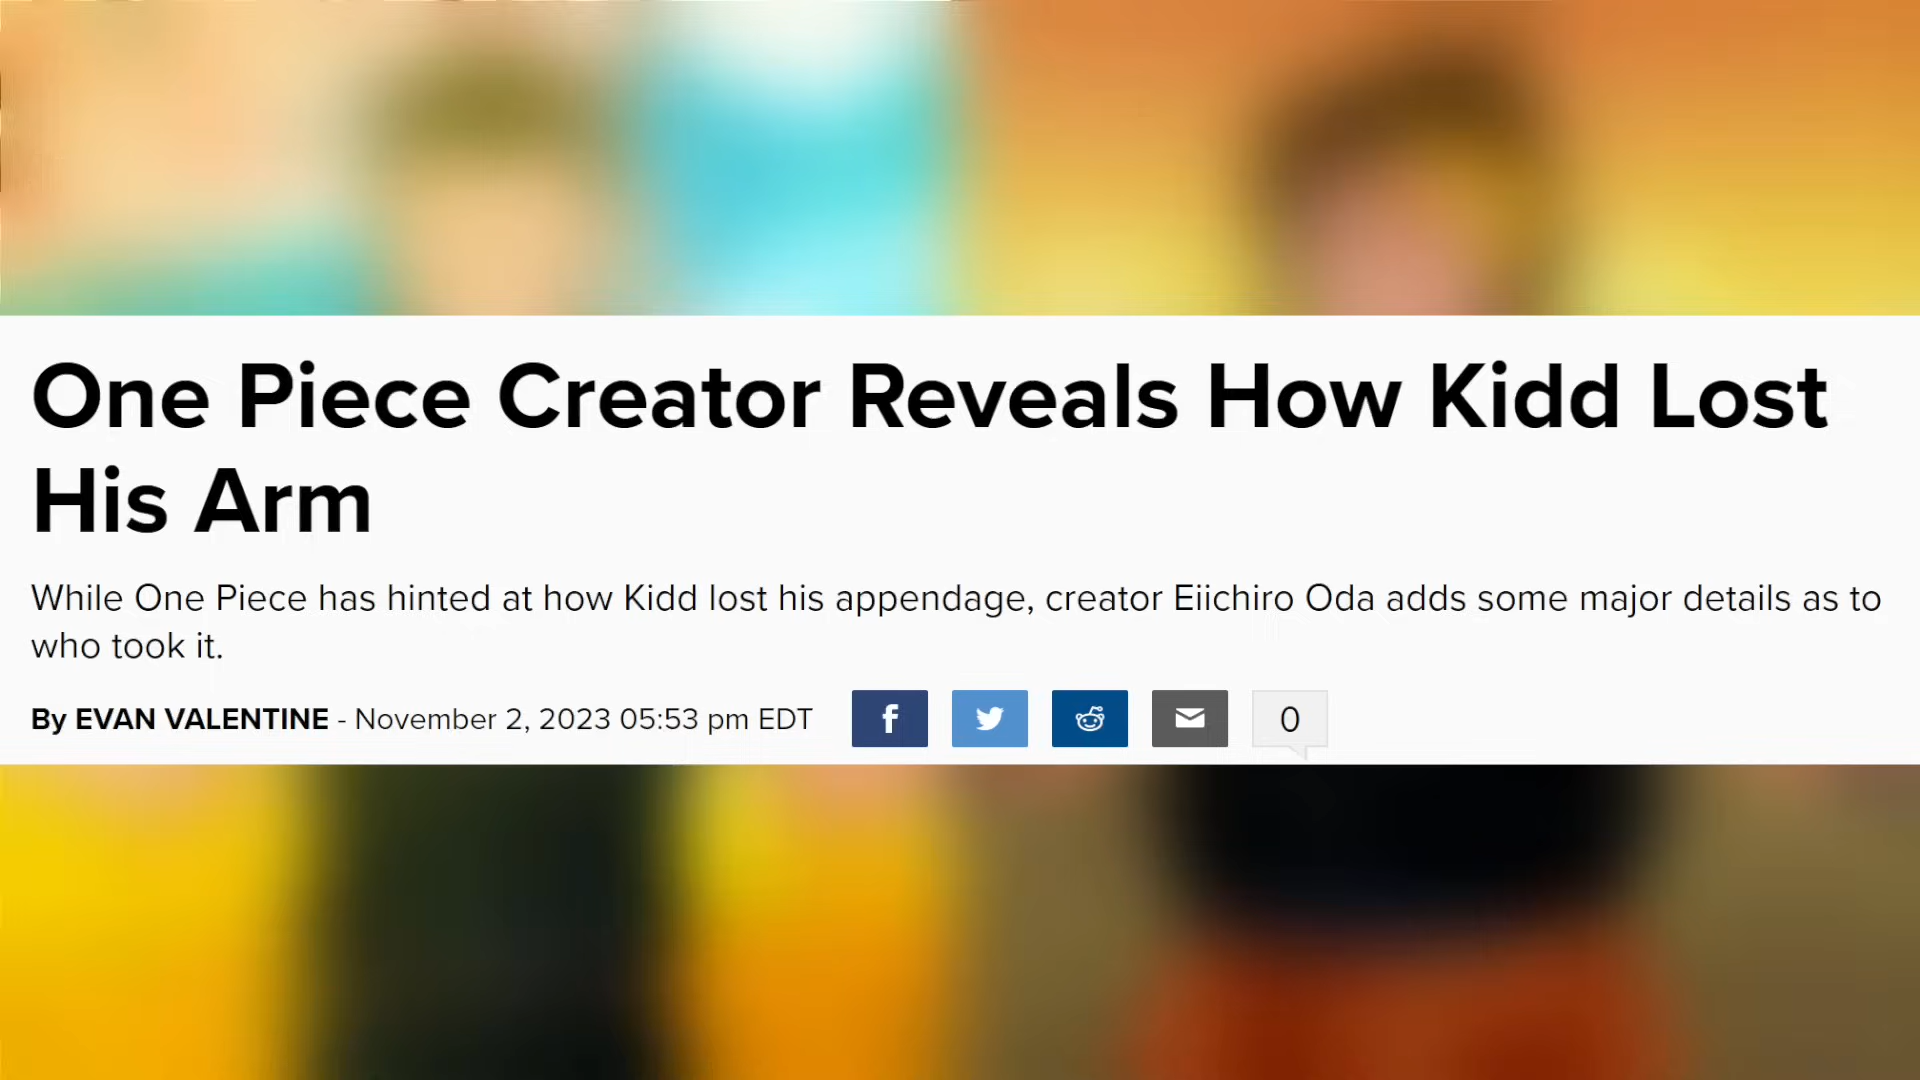 One Piece Creator Reveals How Kidd Lost
His Arm
While One Piece has hinted at how Kidd lost his appendage, creator Eiichiro Oda adds some major details as to
who took it.
By EVAN VALENTINE - November 2, 2023 05:53 pm EDT f 0